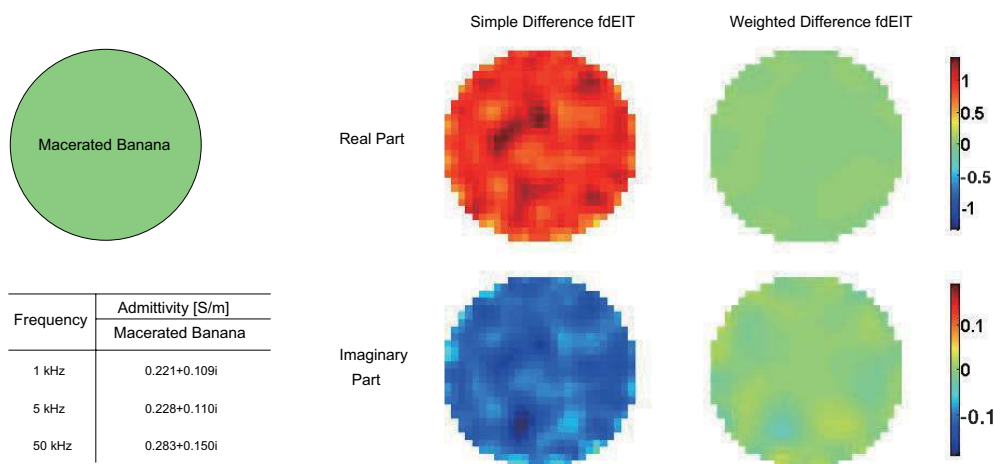 Simple Difference fdEIT
Weighted Difference fdEIT
Macerated Banana
Real Part
1
0.5
0
-0.5
-1
Frequency
Admittivity [S/m]
Macerated Banana
1 kHz
0.221+0.109i
5 kHz
0.228+0.110i
50 kHz
0.283+0.150i
Imaginary
Part
0.1
0
-0.1